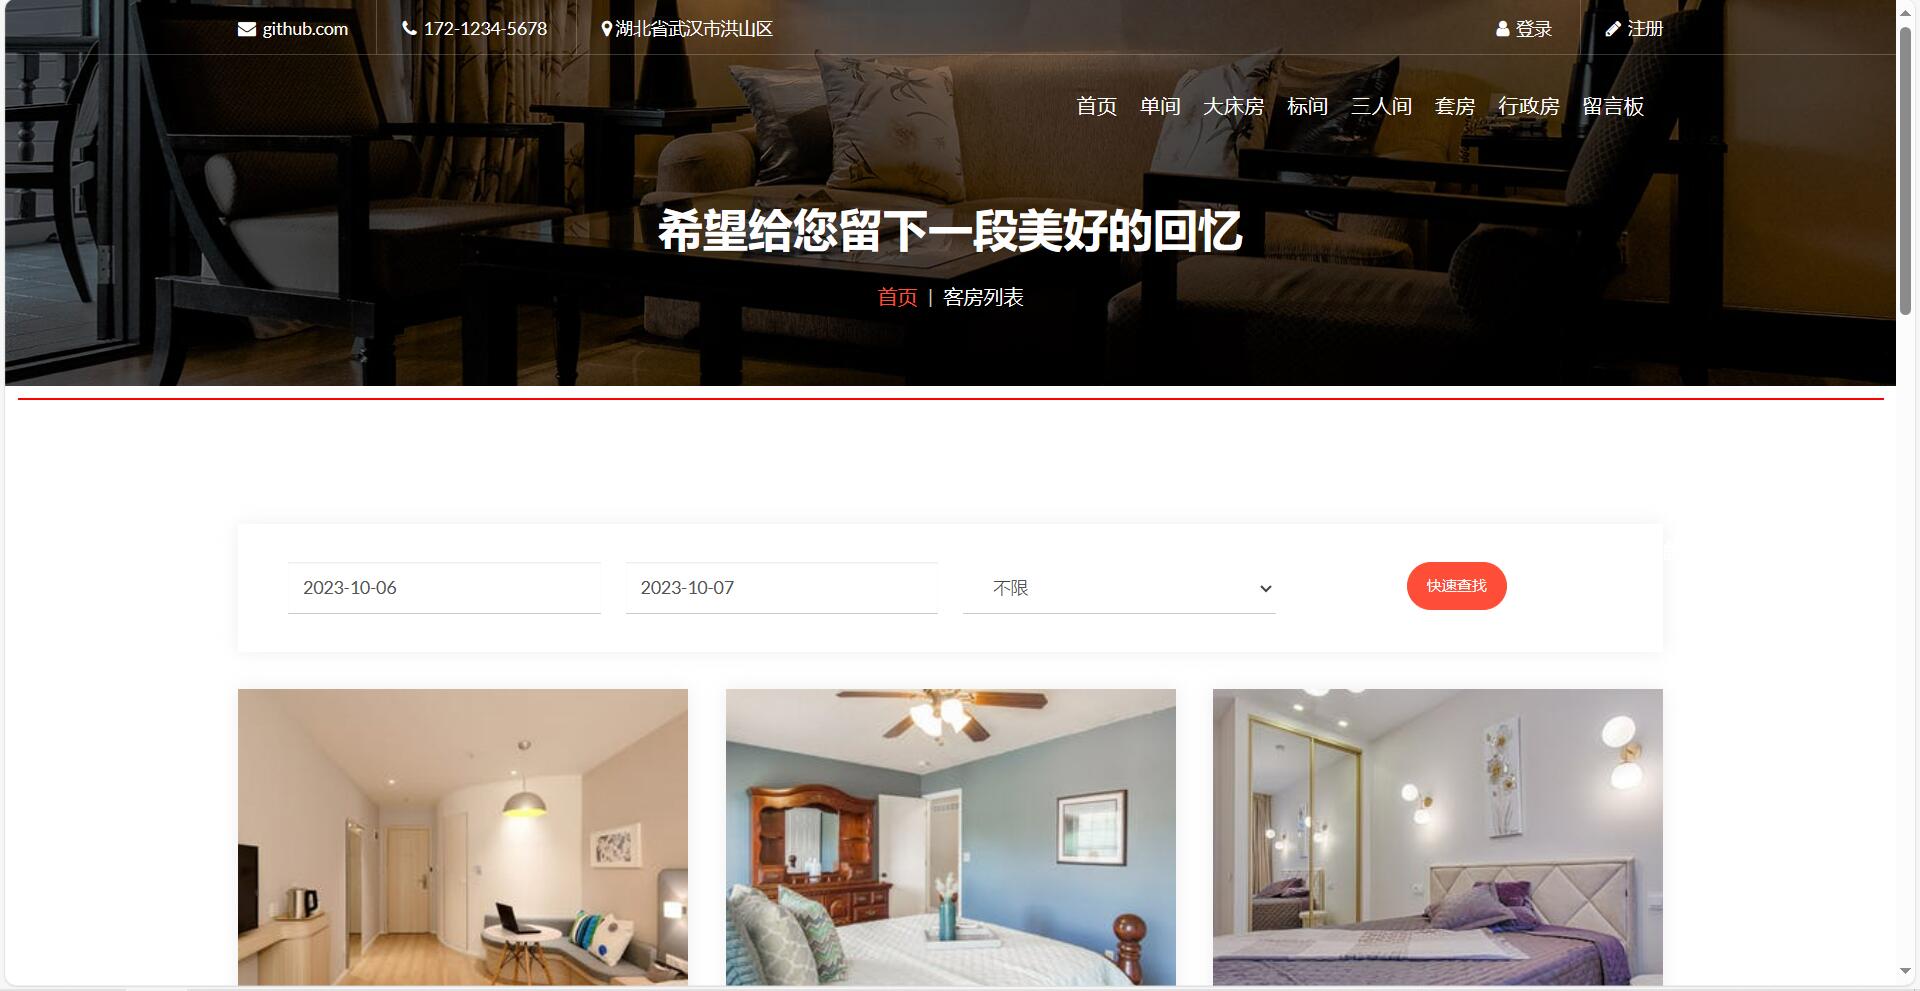 github.com 172-1234-5678 湖北省武汉市洪山区 登录 注册
首页 单间 大床房 标间 三人间 套房 行政房 留言板
希望给您留下一段美好的回忆
首页 | 客房列表
2023-10-06 2023-10-07 不限 快速查找